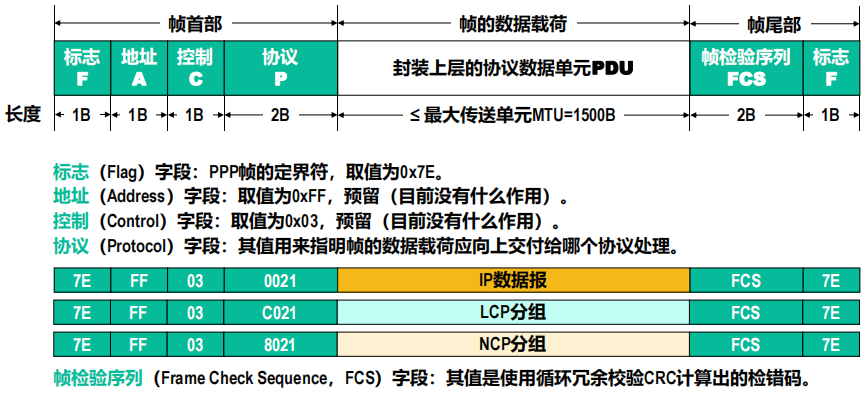 帧首部 帧的数据载荷 帧尾部
标志 地址 控制 协议 封装上层的协议数据单元PDU 帧检验序列 标志
F A C P FCS F
长度 1B 1B 1B 2B ≤ 最大传送单元MTU=1500B 2B 1B
标志（Flag）字段：PPP帧的定界符，取值为0x7E。
地址（Address）字段：取值为0xFF，预留（目前没有什么作用）。
控制（Control）字段：取值为0x03，预留（目前没有什么作用）。
协议（Protocol）字段：其值用来指明帧的数据载荷应向上交付给哪个协议处理。
7E FF 03 0021 IP数据报 FCS 7E
7E FF 03 C021 LCP分组 FCS 7E
7E FF 03 8021 NCP分组 FCS 7E
帧检验序列（Frame Check Sequence，FCS）字段：其值是使用循环冗余校验CRC计算出的检错码。